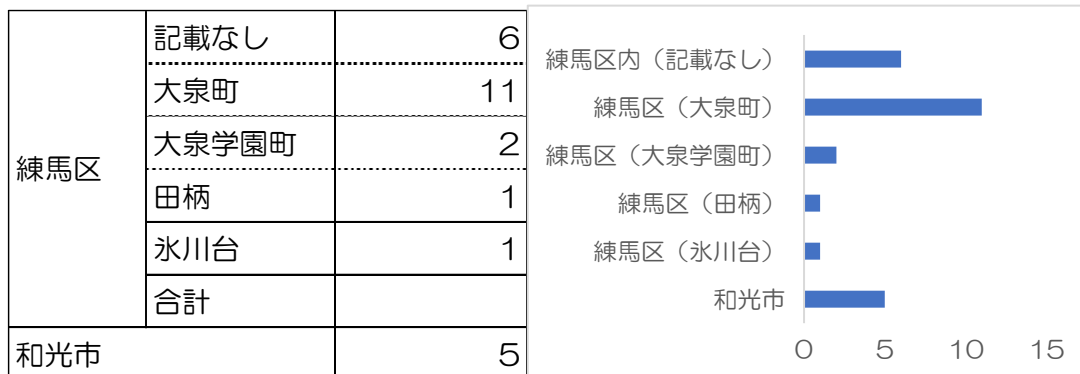 練馬区
記載なし 6
大泉町 11
大泉学園町 2
田柄 1
氷川台 1
合計
和光市 5
練馬区内（記載なし）
練馬区（大泉町）
練馬区（大泉学園町）
練馬区（田柄）
練馬区（氷川台）
和光市
0 5 10 15